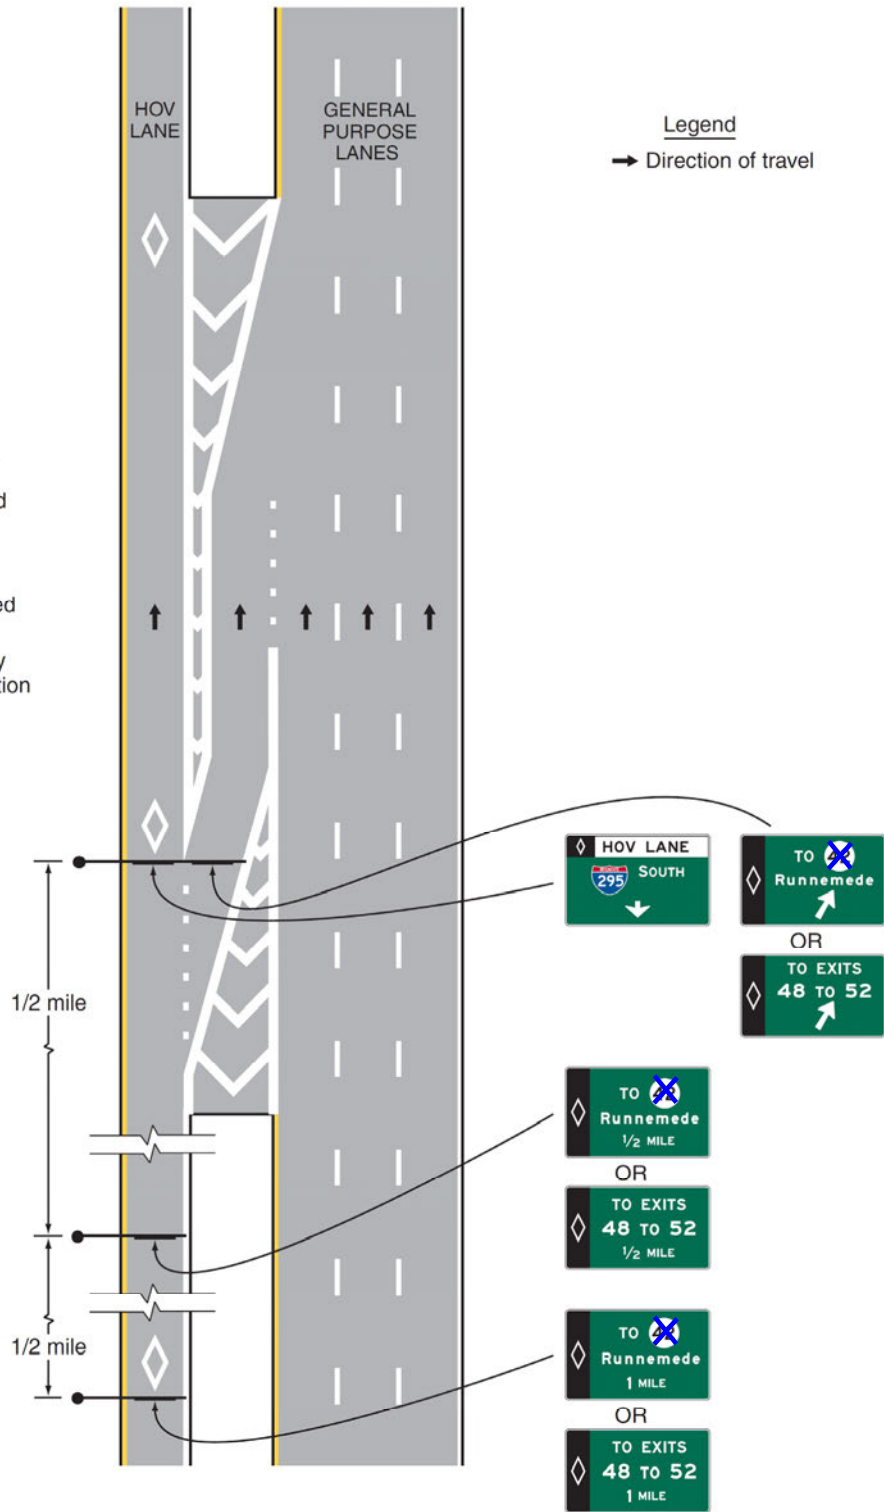 HOV
LANE
GENERAL
PURPOSE
LANES
Legend
Direction of travel
d
ed
y
tion
HOV LANE
295 SOUTH
TO
Runnemede
OR
TO EXITS
48 TO 52
1/2 mile
TO
Runnemede
1/2 MILE
OR
TO EXITS
48 TO 52
1/2 MILE
1/2 mile
TO
Runnemede
1 MILE
OR
TO EXITS
48 TO 52
1 MILE